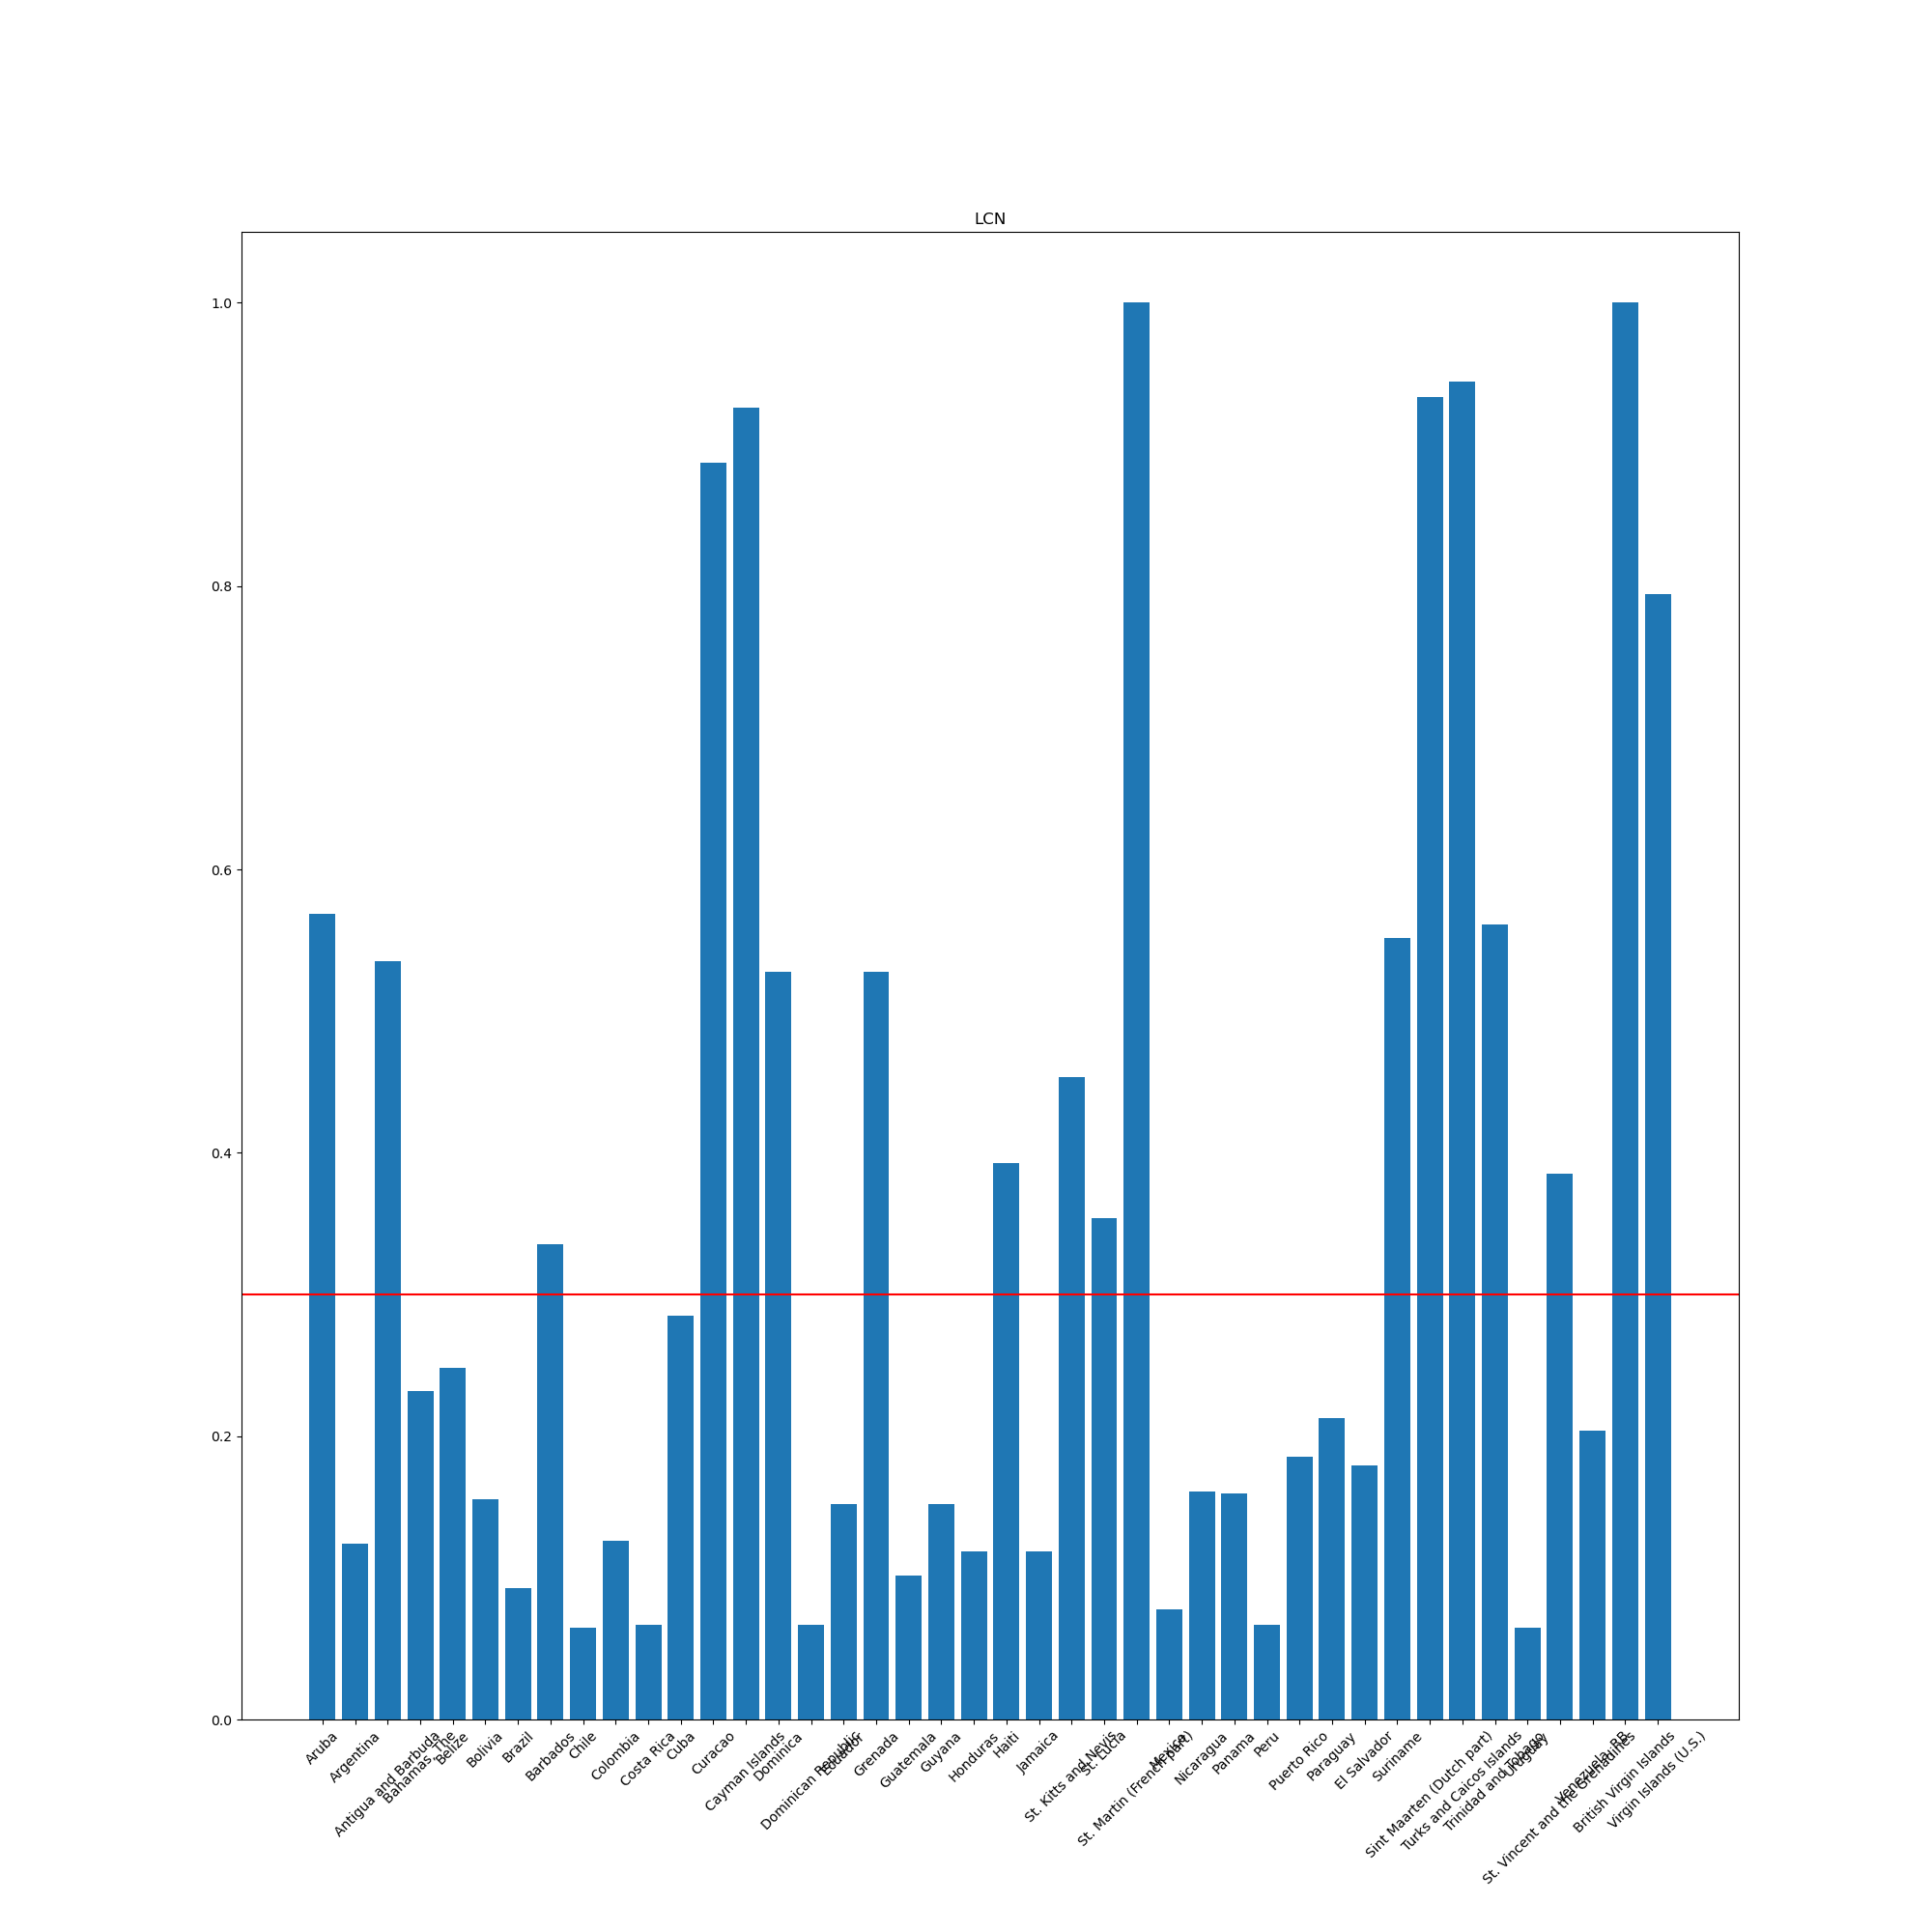 LCN
1.0
0.8
0.6
0.4
0.2
0.0
Aruba
Argentina
Antigua and Barbuda
Bahamas, The
Belize
Bolivia
Brazil
Barbados
Chile
Colombia
Costa Rica
Cuba
Curacao
Cayman Islands
Dominica
Dominican Republic
Ecuador
Grenada
Guatemala
Guyana
Honduras
Haiti
Jamaica
St. Kitts and Nevis
St. Lucia
St. Martin (French part)
Mexico
Nicaragua
Panama
Peru
Puerto Rico
Paraguay
El Salvador
Suriname
Sint Maarten (Dutch part)
Turks and Caicos Islands
Trinidad and Tobago
Uruguay
St. Vincent and the Grenadines
Venezuela, RB
British Virgin Islands
Virgin Islands (U.S.)